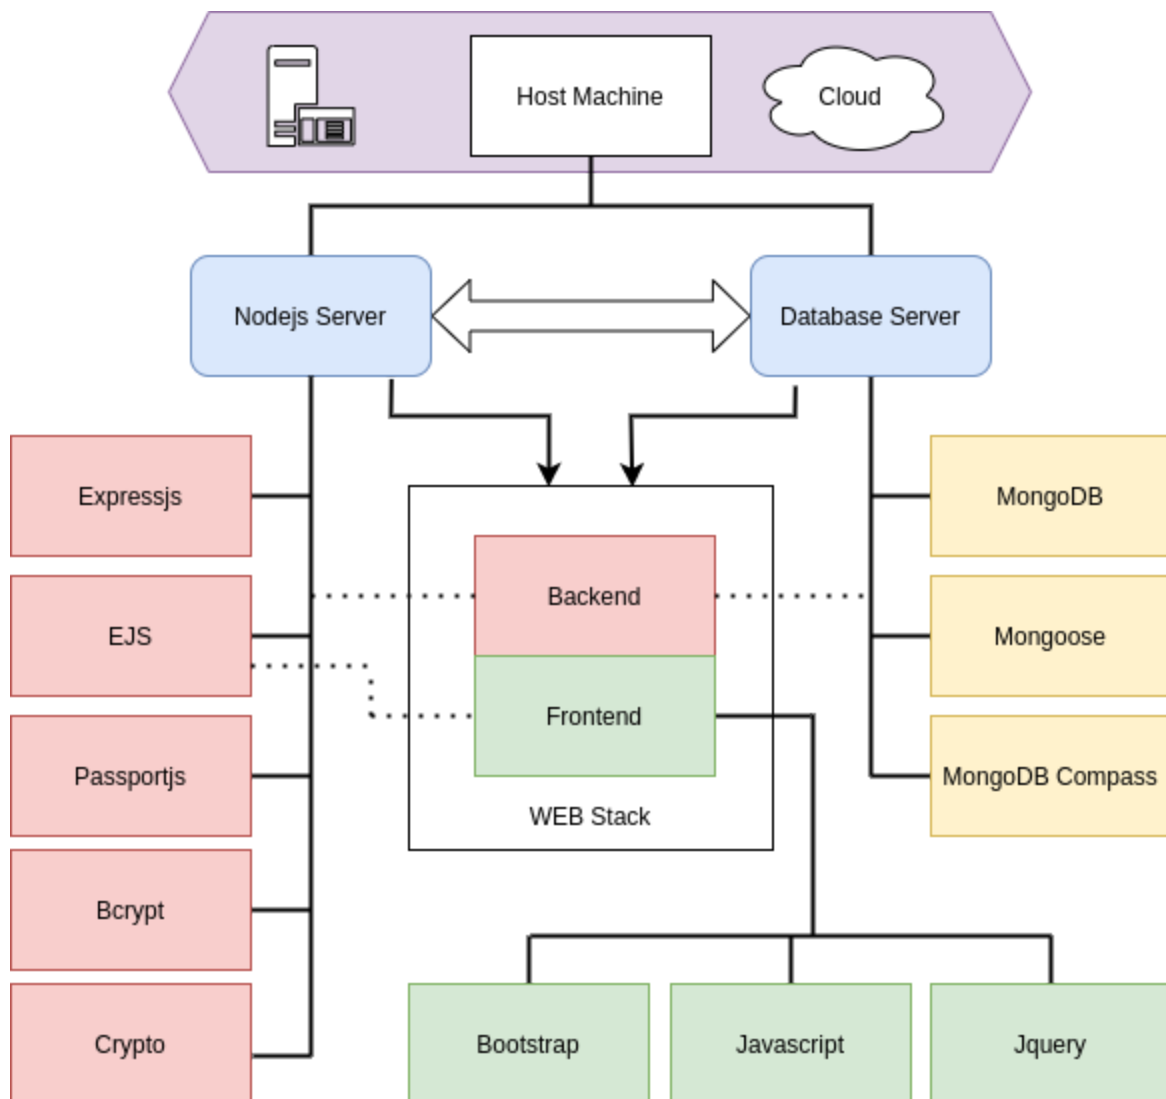 Host Machine
Cloud
Nodejs Server
Database Server
Expressjs
MongoDB
Backend
EJS
Mongoose
Frontend
Passportjs
MongoDB Compass
WEB Stack
Bcrypt
Crypto
Bootstrap
Javascript
Jquery